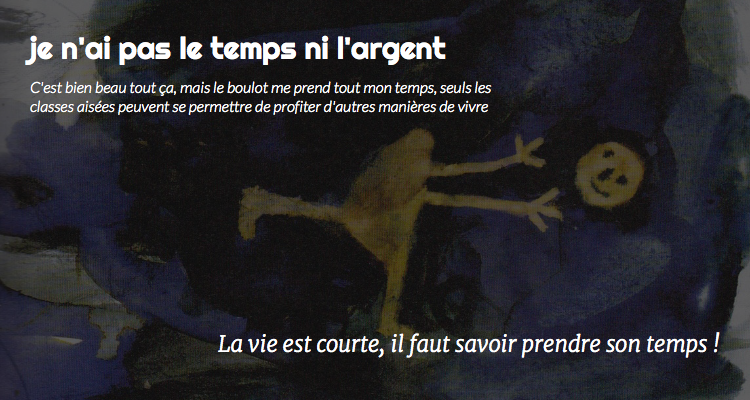 je n'ai pas le temps ni l'argent
C'est bien beau tout ça, mais le boulot me prend tout mon temps, seuls les
classes aisées peuvent se permettre de profiter d'autres manières de vivre
La vie est courte, il faut savoir prendre son temps !